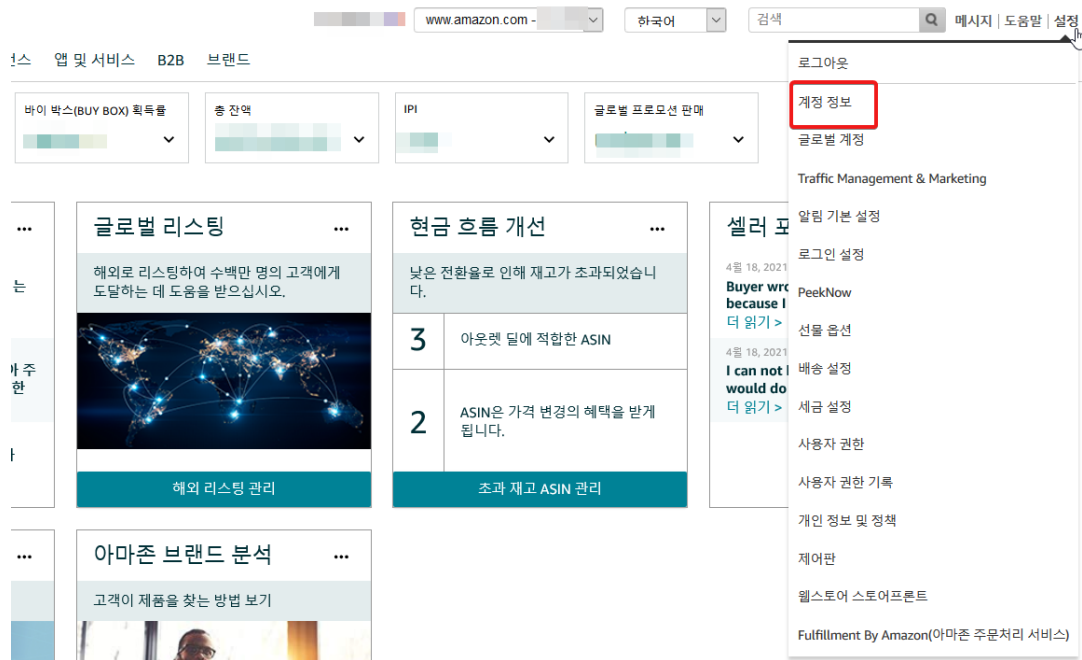 www.amazon.com -
한국어
검색
메시지 | 도움말 | 설정
앱 및 서비스 B2B 브랜드
바이 박스(BUY BOX) 획득률
총 잔액
IPI
글로벌 프로모션 판매
글로벌 리스팅
해외로 리스팅하여 수백만 명의 고객에게
도달하는 데 도움을 받으십시오.
해외 리스팅 관리
현금 흐름 개선
낮은 전환율로 인해 재고가 초과되었습니
다.
3 아웃렛 딜에 적합한 ASIN
2 ASIN은 가격 변경의 혜택을 받게
됩니다.
초과 재고 ASIN 관리
셀러
4월 18, 2021
Buyer
because I
더 읽기 >
4월 18, 2021
I can not
would do
더 읽기 >
는
주
한
아마존 브랜드 분석
고객이 제품을 찾는 방법 보기
로그아웃
계정 정보
글로벌 계정
Traffic Management & Marketing
알림 기본 설정
로그인 설정
PeekNow
선물 옵션
배송 설정
세금 설정
사용자 권한
사용자 권한 기록
개인 정보 및 정책
제어판
웹스토어 스토어프론트
Fulfillment By Amazon(아마존 주문처리 서비스)